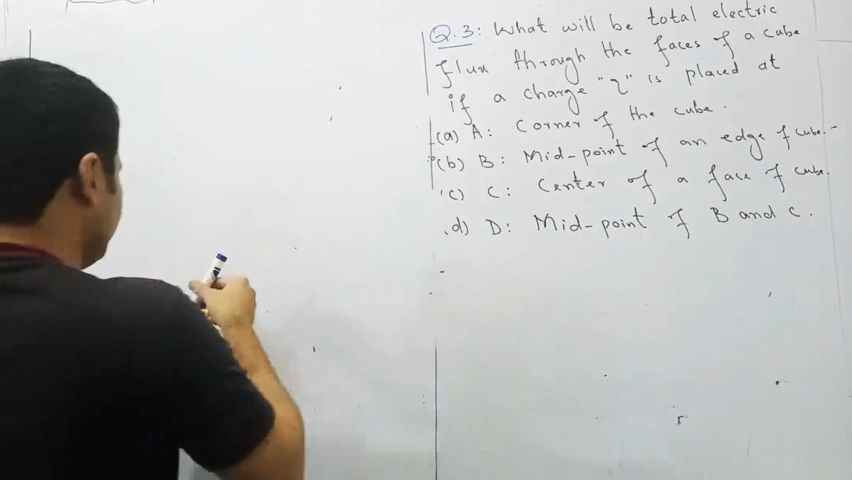 Q.3: What will be total electric
flux through the faces of a cube
if a charge "q" is placed at
(a) A: Corner of the cube.
(b) B: Mid-point of an edge of cube.
(c) C: Center of a face of cube.
(d) D: Mid-point of B and C.